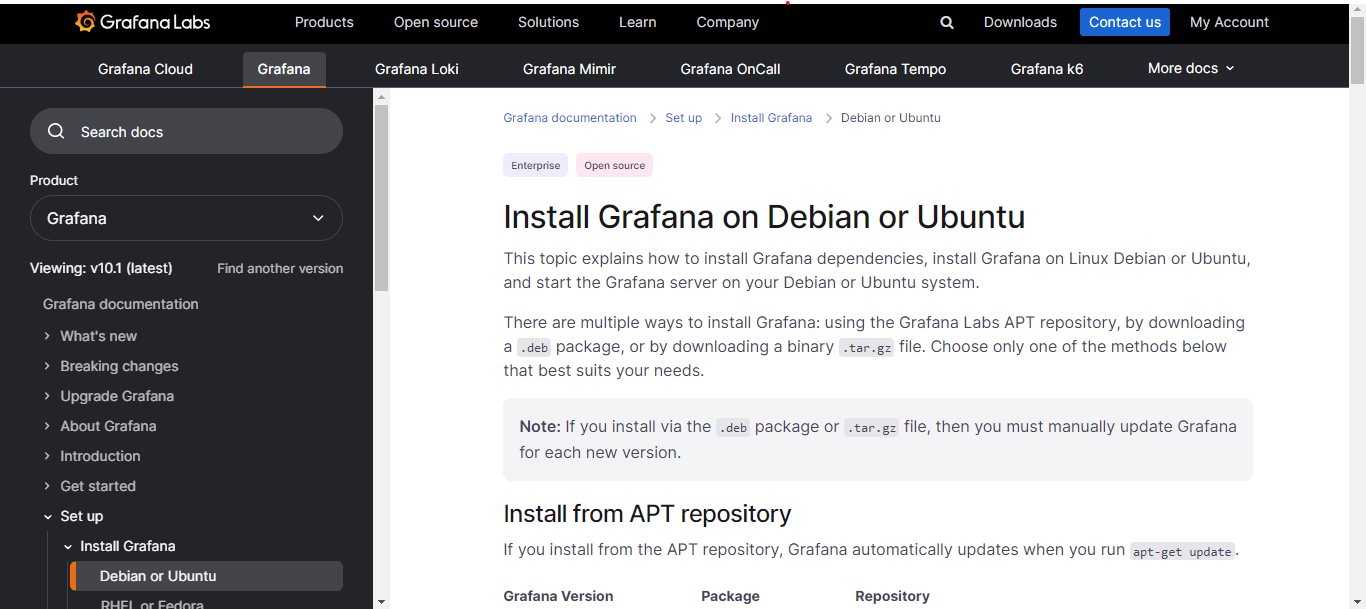 Grafana Labs
Products Open source Solutions Learn Company Downloads Contact us My Account
Grafana Cloud Grafana Grafana Loki Grafana Mimir Grafana OnCall Grafana Tempo Grafana k6 More docs
Search docs
Product
Grafana
Viewing: v10.1 (latest) Find another version
Grafana documentation
What's new
Breaking changes
Upgrade Grafana
About Grafana
Introduction
Get started
Set up
Install Grafana
Debian or Ubuntu
RHEL or Fedora
Grafana documentation Set up Install Grafana Debian or Ubuntu
Enterprise Open source
Install Grafana on Debian or Ubuntu
This topic explains how to install Grafana dependencies, install Grafana on Linux Debian or Ubuntu,
and start the Grafana server on your Debian or Ubuntu system.
There are multiple ways to install Grafana: using the Grafana Labs APT repository, by downloading
a .deb package, or by downloading a binary .tar.gz file. Choose only one of the methods below
that best suits your needs.
Note: If you install via the .deb package or .tar.gz file, then you must manually update Grafana
for each new version.
Install from APT repository
If you install from the APT repository, Grafana automatically updates when you run apt-get update.
Grafana Version Package Repository